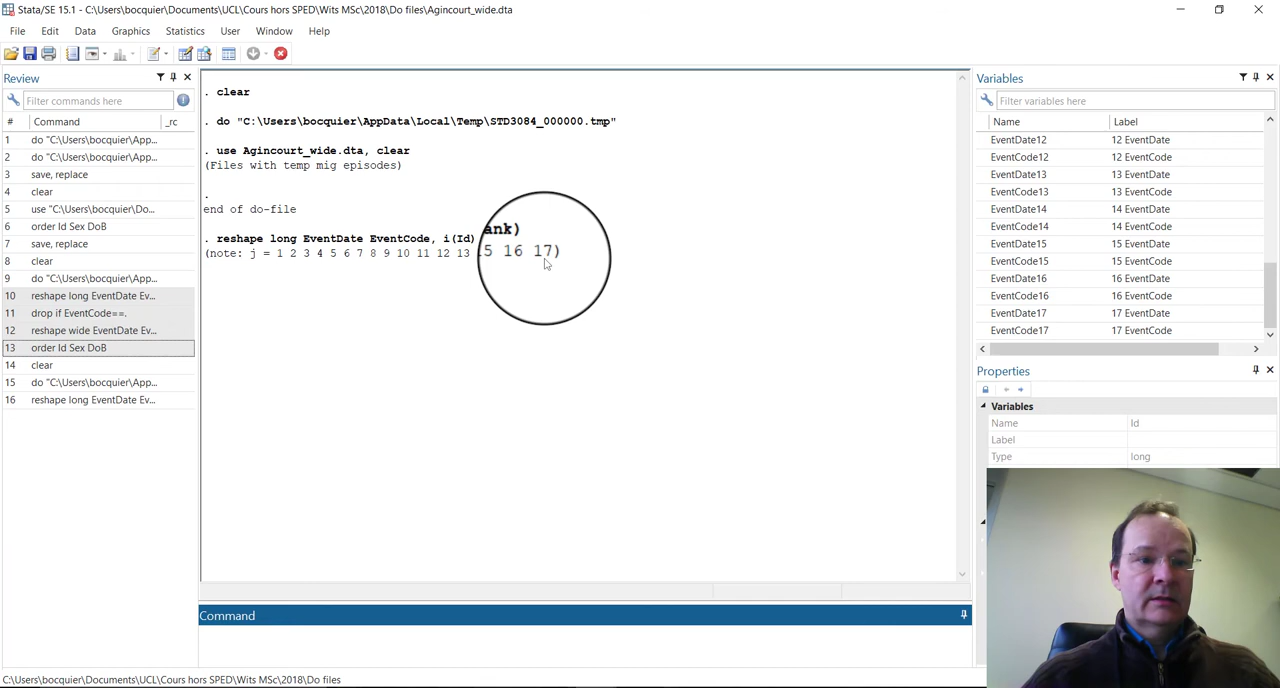 Stata/SE 15.1 - C:\Users\bocquier\Documents\UCL\Cours hors SPED\Wits MSc\2018\Do files\Agincourt_wide.dta
File Edit Data Graphics Statistics User Window Help
Review
Filter commands here
# Command _rc
1 do "C:\Users\bocquier\App...
2 do "C:\Users\bocquier\App...
3 save, replace
4 clear
5 use "C:\Users\bocquier\Do...
6 order Id Sex DoB
7 save, replace
8 clear
9 do "C:\Users\bocquier\App...
10 reshape long EventDate Ev...
11 drop if EventCode==.
12 reshape wide EventDate Ev...
13 order Id Sex DoB
14 clear
15 do "C:\Users\bocquier\App...
16 reshape long EventDate Ev...
. clear
. do "C:\Users\bocquier\AppData\Local\Temp\STD3084_000000.tmp"
. use Agincourt_wide.dta, clear
(Files with temp mig episodes)
.
end of do-file
. reshape long EventDate EventCode, i(Id) ank)
(note: j = 1 2 3 4 5 6 7 8 9 10 11 12 13 15 16 17)
Command
Variables
Filter variables here
Name Label
EventDate12 12 EventDate
EventCode12 12 EventCode
EventDate13 13 EventDate
EventCode13 13 EventCode
EventDate14 14 EventDate
EventCode14 14 EventCode
EventDate15 15 EventDate
EventCode15 15 EventCode
EventDate16 16 EventDate
EventCode16 16 EventCode
EventDate17 17 EventDate
EventCode17 17 EventCode
Properties
Variables
Name Id
Label
Type long
C:\Users\bocquier\Documents\UCL\Cours hors SPED\Wits MSc\2018\Do files